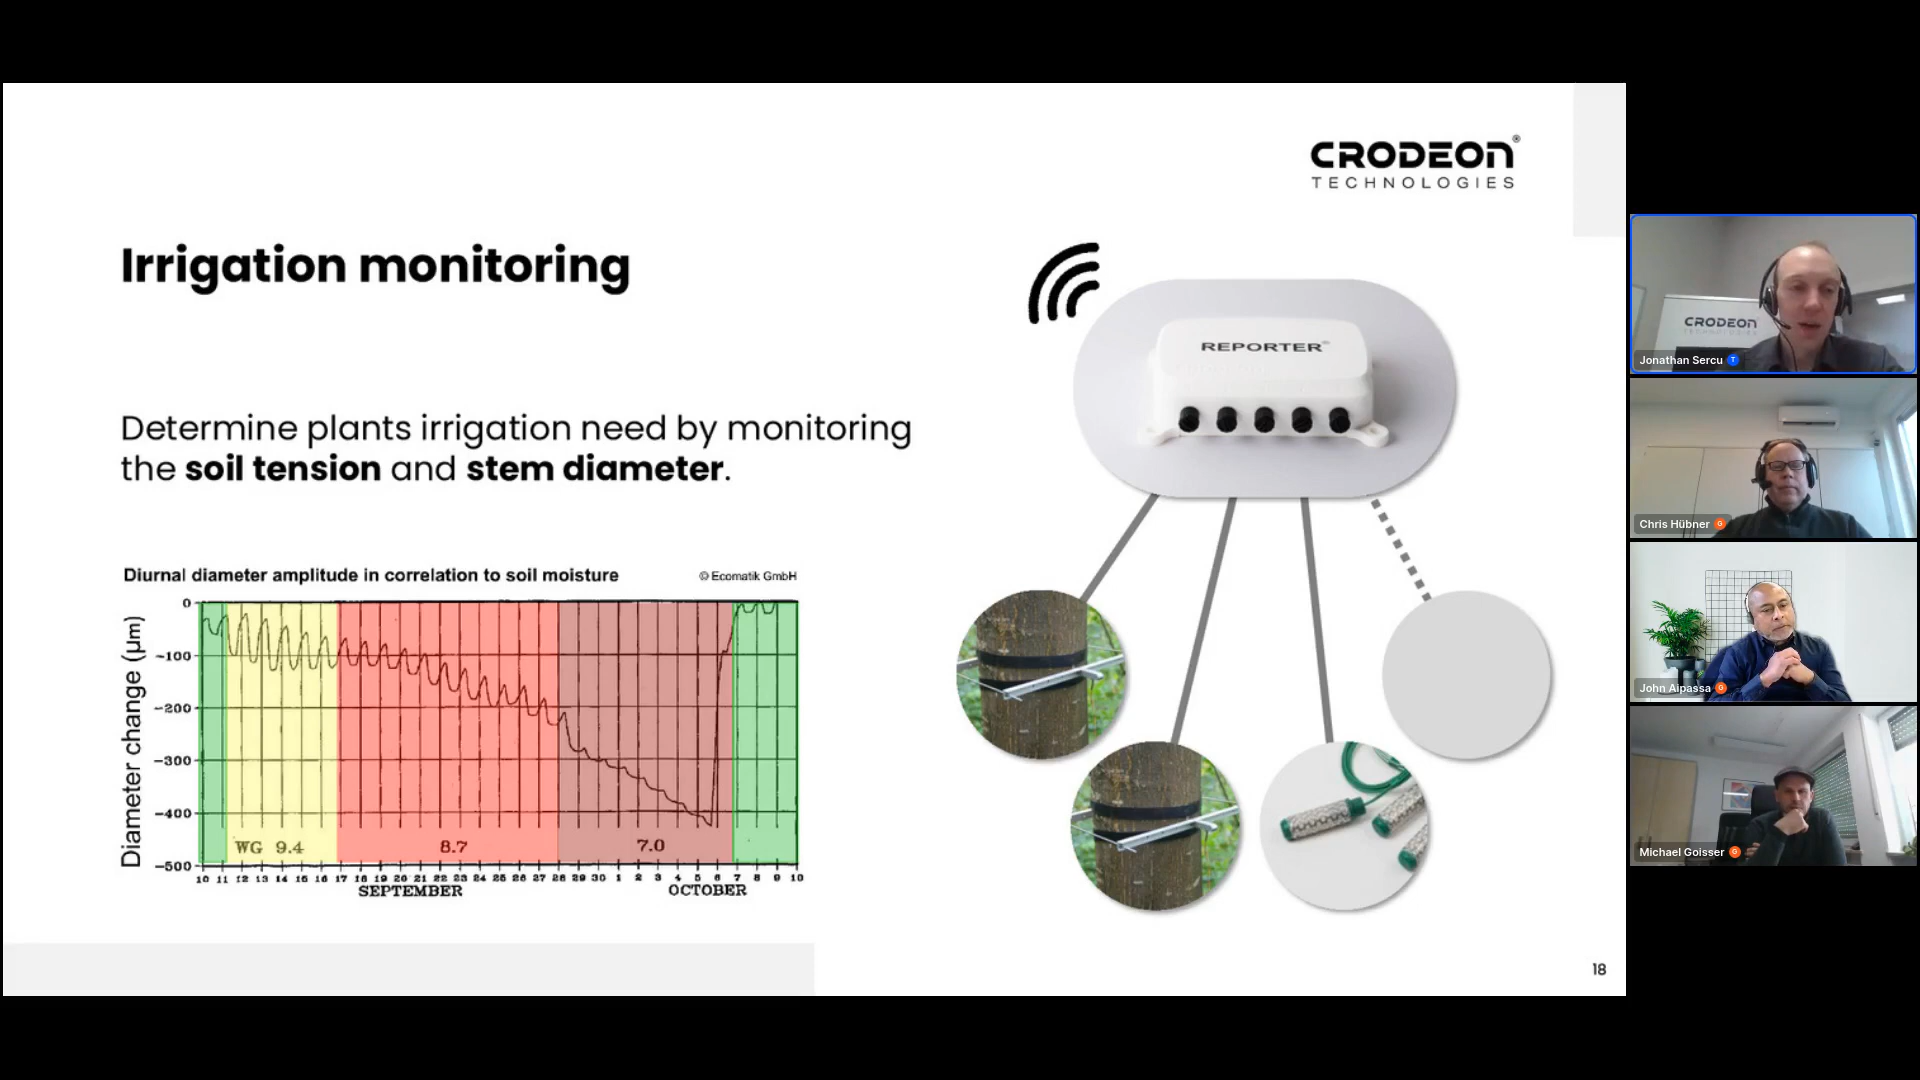 CRODEON®
TECHNOLOGIES
Irrigation monitoring
Determine plants irrigation need by monitoring
the soil tension and stem diameter.
REPORTER®
Diurnal diameter amplitude in correlation to soil moisture
© Ecomatik GmbH
Diameter change (µm)
0
-100
-200
-300
-400
-500
WG 9.4
8.7
7.0
10 11 12 13 14 15 16 17 18 19 20 21 22 23 24 25 26 27 28 29 30 1 2 3 4 5 6 7 8 9 10
SEPTEMBER
OCTOBER
18
CRODEON
TECHNOLOGIES
Jonathan Sercu T
Chris Hübner G
John Aipassa G
Michael Goisser G